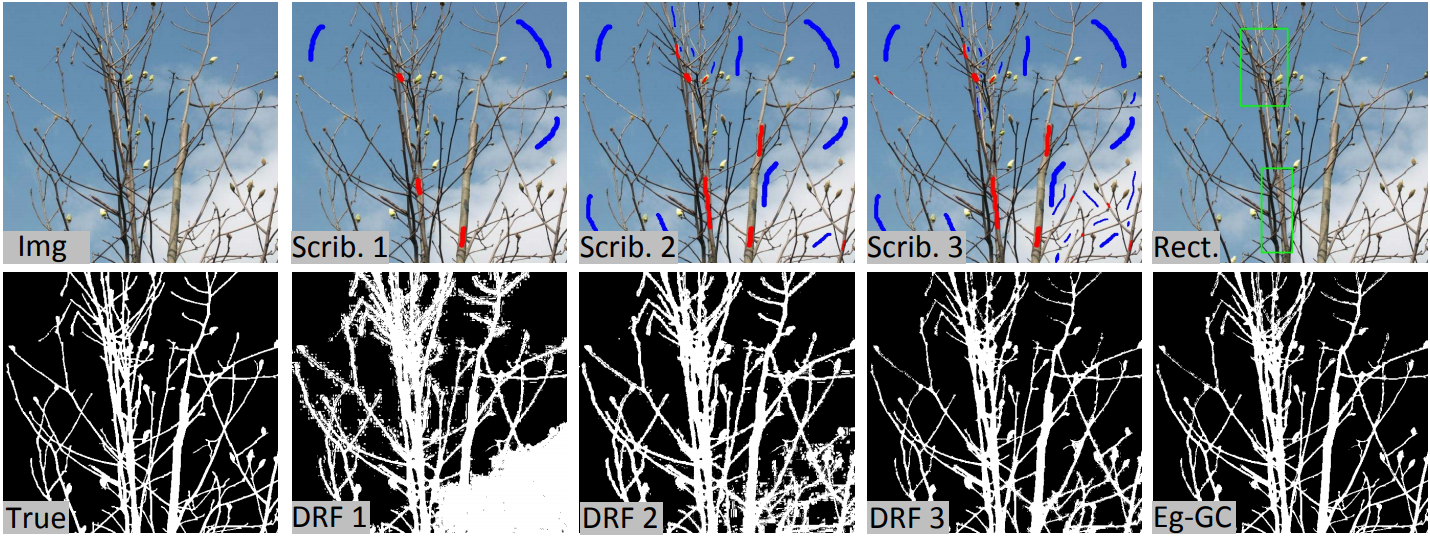 Img
Scrib. 1
Scrib. 2
Scrib. 3
Rect.
True
DRF 1
DRF 2
DRF 3
Eg-GC